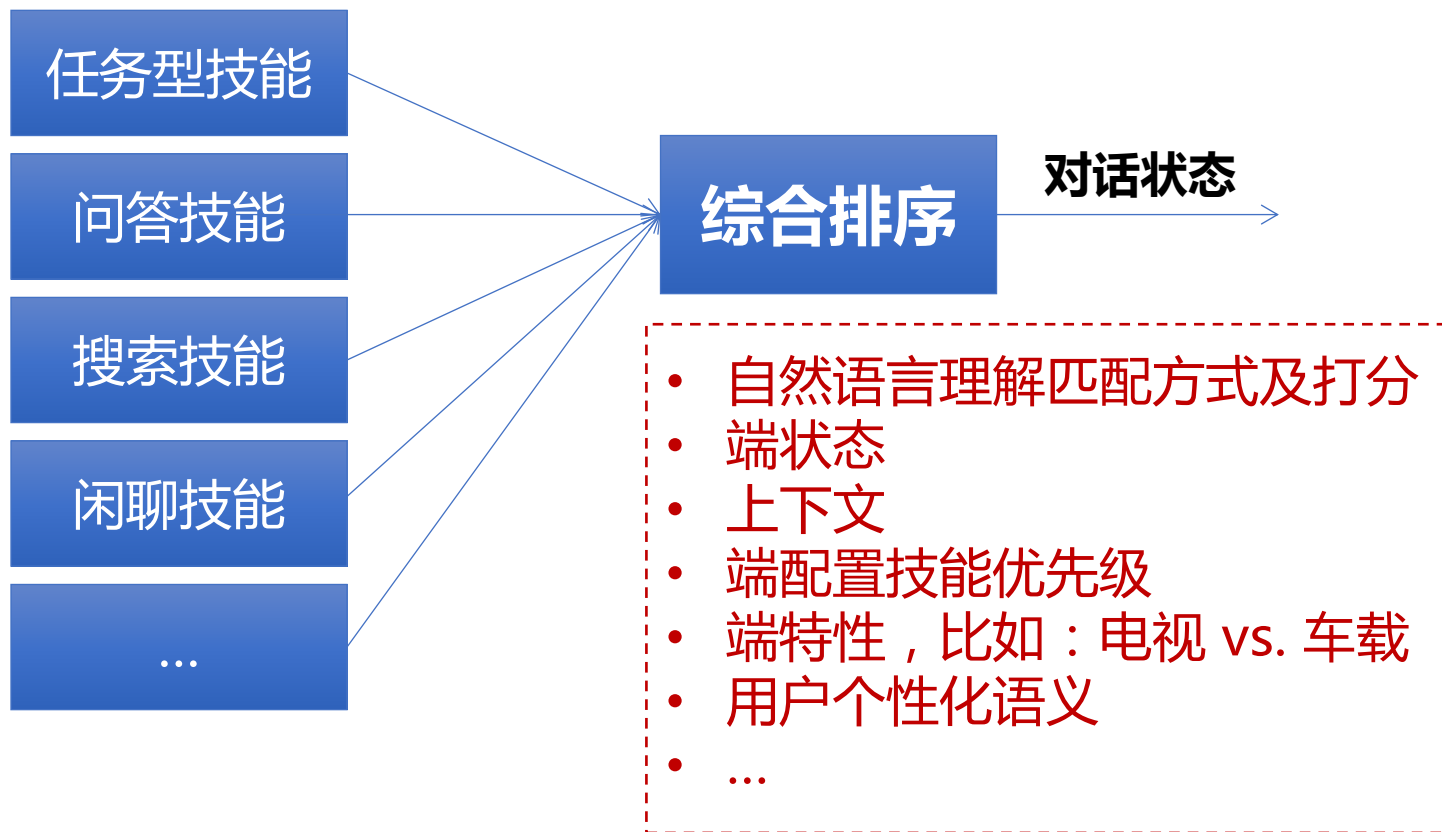 任务型技能
问答技能
搜索技能
闲聊技能
...
综合排序
对话状态
• 自然语言理解匹配方式及打分
• 端状态
• 上下文
• 端配置技能优先级
• 端特性，比如：电视 vs. 车载
• 用户个性化语义
• ...